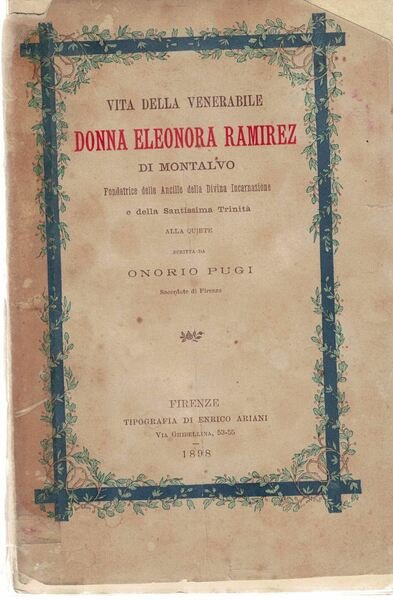 VITA DELLA VENERABILE
DONNA ELEONORA RAMIREZ
DI MONTALVO
Fondatrice delle Ancille della Divina Incarnazione
e della Santissima Trinità
ALLA QUIETE
SCRITTA DA
ONORIO PUGI
Sacerdote di Firenze
FIRENZE
TIPOGRAFIA DI ENRICO ARIANI
VIA GHIBELLINA, 53-55
1898